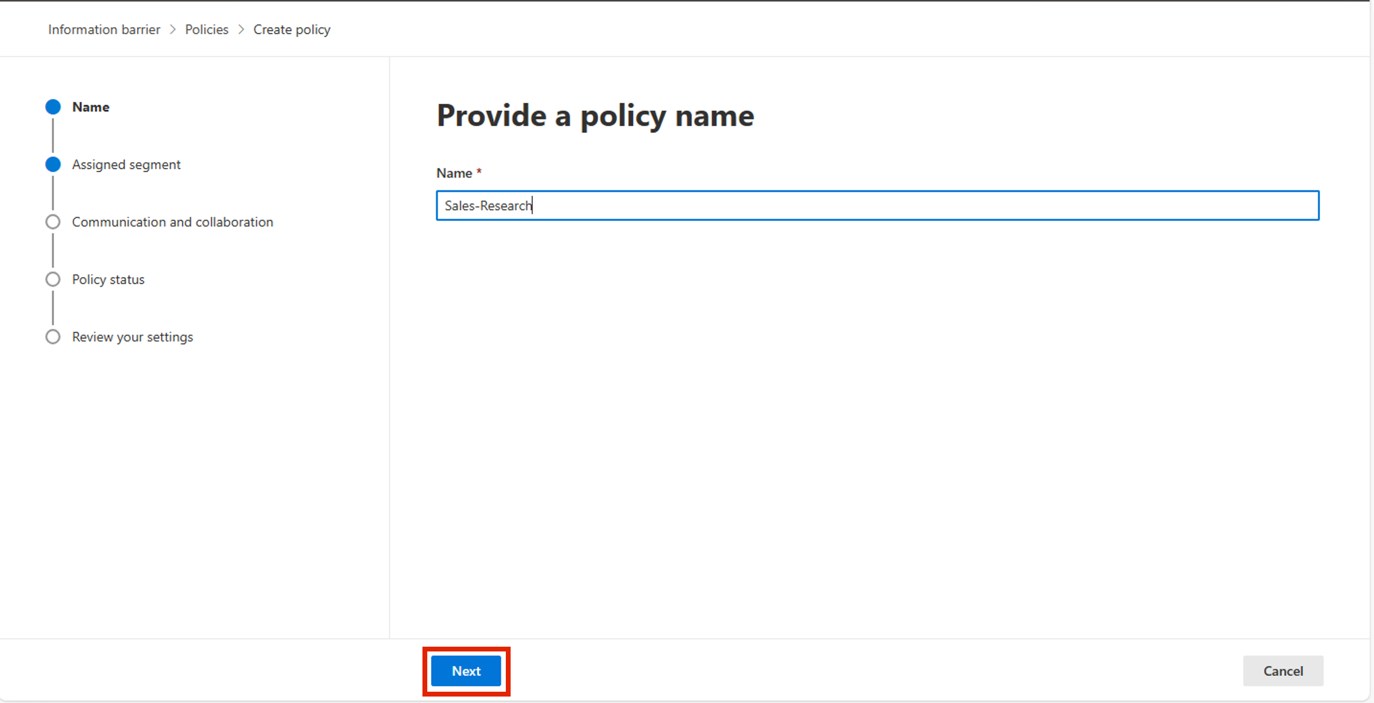 Information barrier > Policies > Create policy
Name
Assigned segment
Communication and collaboration
Policy status
Review your settings
Provide a policy name
Name *
Sales-Research
Next
Cancel